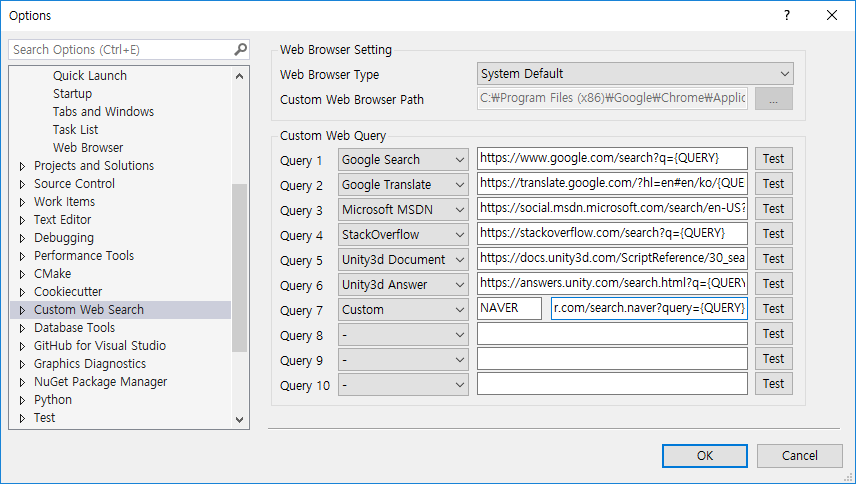 Options
?
Search Options (Ctrl+E)
Quick Launch
Startup
Tabs and Windows
Task List
Web Browser
Projects and Solutions
Source Control
Work Items
Text Editor
Debugging
Performance Tools
CMake
Cookiecutter
Custom Web Search
Database Tools
GitHub for Visual Studio
Graphics Diagnostics
NuGet Package Manager
Python
Test
Web Browser Setting
Web Browser Type System Default
Custom Web Browser Path C:₩Program Files (x86)₩Google₩Chrome₩Applic ...
Custom Web Query
Query 1 Google Search https://www.google.com/search?q={QUERY} Test
Query 2 Google Translate https://translate.google.com/?hl=en#en/ko/{QUE Test
Query 3 Microsoft MSDN https://social.msdn.microsoft.com/search/en-US? Test
Query 4 StackOverflow https://stackoverflow.com/search?q={QUERY} Test
Query 5 Unity3d Document https://docs.unity3d.com/ScriptReference/30_sea Test
Query 6 Unity3d Answer https://answers.unity.com/search.html?q={QUERY Test
Query 7 Custom NAVER r.com/search.naver?query={QUERY} Test
Query 8 - Test
Query 9 - Test
Query 10 - Test
OK Cancel